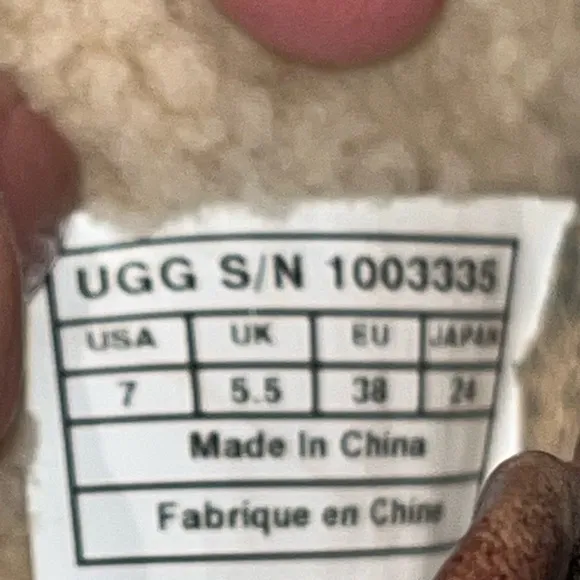 UGG S/N 1003335
USA UK EU JAPAN
7 5.5 38 24
Made In China
Fabrique en Chine